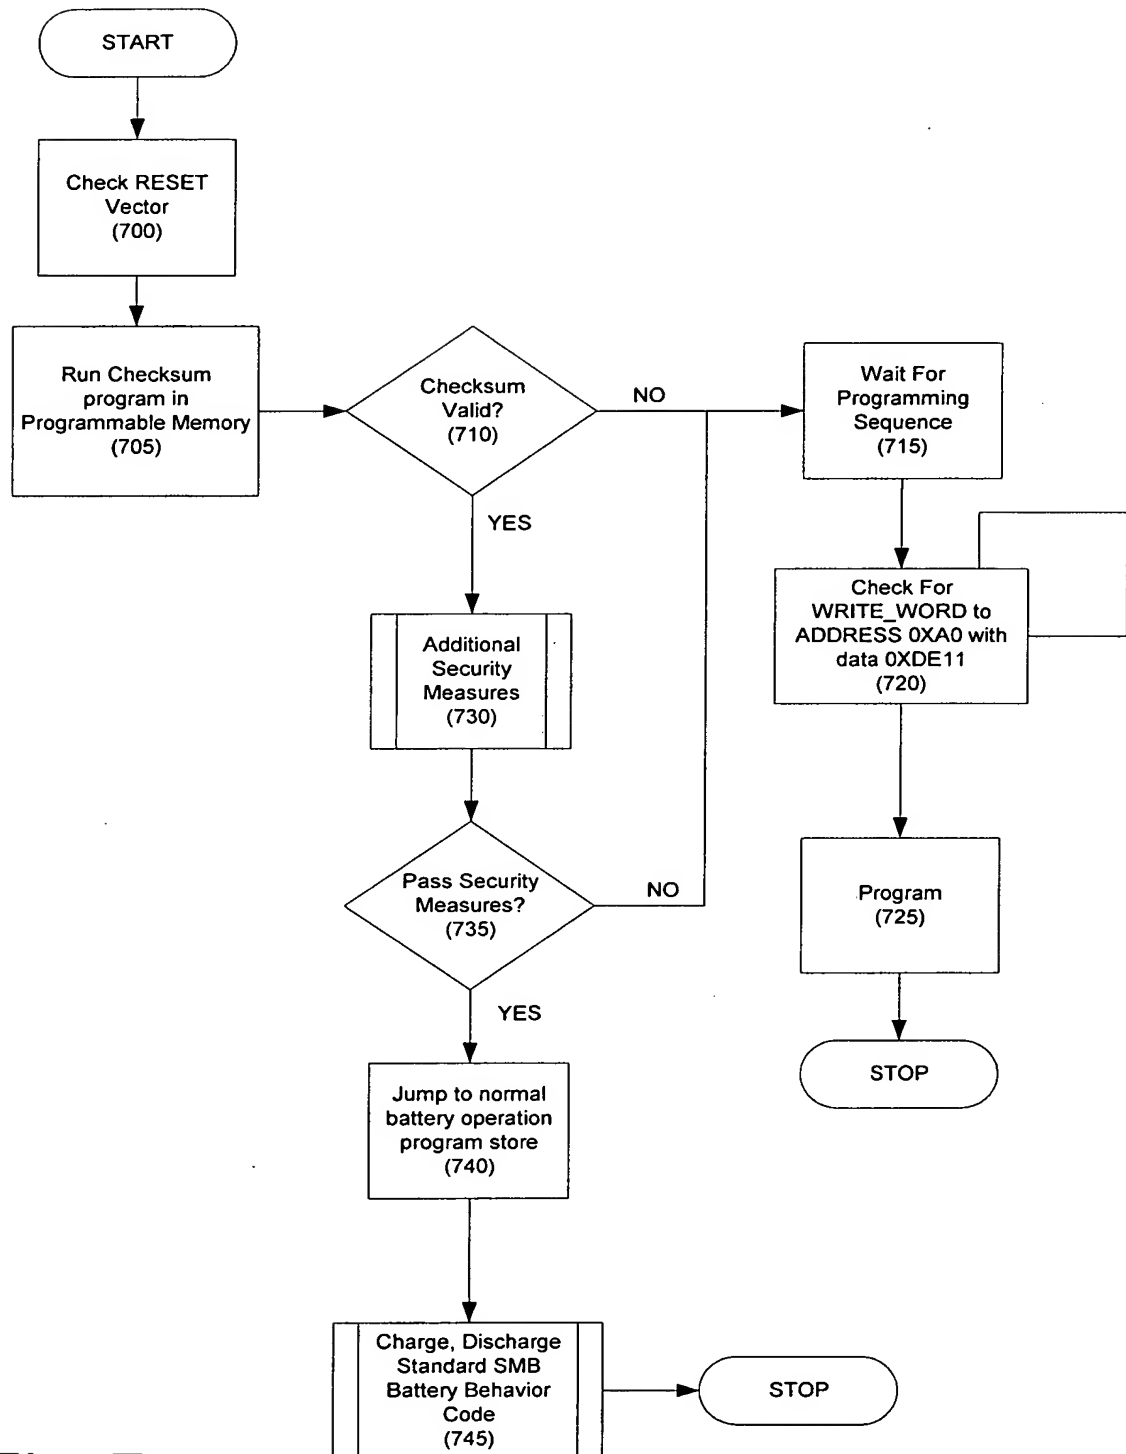 START
Check RESET
Vector
(700)
Run Checksum
program in
Programmable Memory
(705)
Checksum
Valid?
(710)
NO
Wait For
Programming
Sequence
(715)
YES
Check For
WRITE_WORD to
ADDRESS 0XA0 with
data 0XDE11
(720)
Additional
Security
Measures
(730)
Pass Security
Measures?
(735)
NO
Program
(725)
YES
STOP
Jump to normal
battery operation
program store
(740)
Charge, Discharge
Standard SMB
Battery Behavior
Code
(745)
STOP